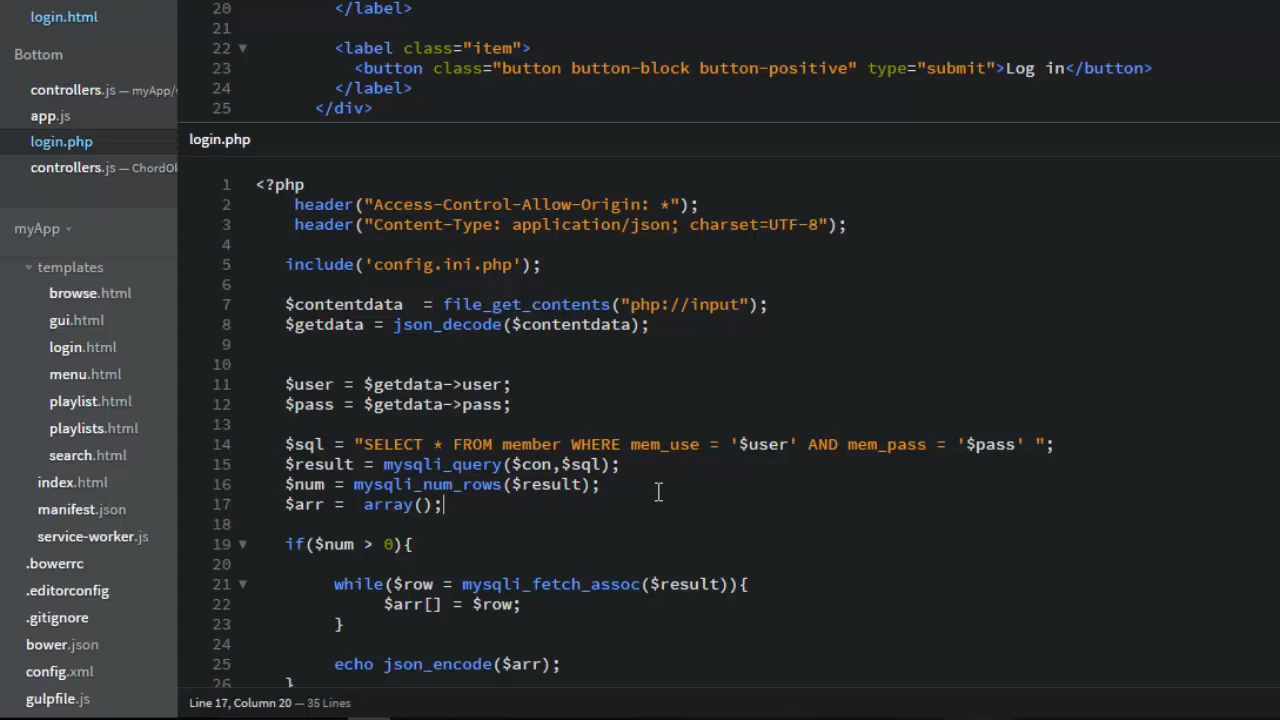 login.html
Bottom
controllers.js — myApp/
app.js
login.php
controllers.js — ChordOl
myApp
templates
browse.html
gui.html
login.html
menu.html
playlist.html
playlists.html
search.html
index.html
manifest.json
service-worker.js
.bowerrc
.editorconfig
.gitignore
bower.json
config.xml
gulpfile.js
20 </label>
21
22 <label class="item">
23 <button class="button button-block button-positive" type="submit">Log in</button>
24 </label>
25 </div>
login.php
1 <?php
2 header("Access-Control-Allow-Origin: *");
3 header("Content-Type: application/json; charset=UTF-8");
4
5 include('config.ini.php');
6
7 $contentdata  = file_get_contents("php://input");
8 $getdata = json_decode($contentdata);
9
10
11 $user = $getdata->user;
12 $pass = $getdata->pass;
13
14 $sql = "SELECT * FROM member WHERE mem_use = '$user' AND mem_pass = '$pass' ";
15 $result = mysqli_query($con,$sql);
16 $num = mysqli_num_rows($result);
17 $arr =  array();
18
19 if($num > 0){
20
21 while($row = mysqli_fetch_assoc($result)){
22 $arr[] = $row;
23 }
24
25 echo json_encode($arr);
26 }
Line 17, Column 20 — 35 Lines